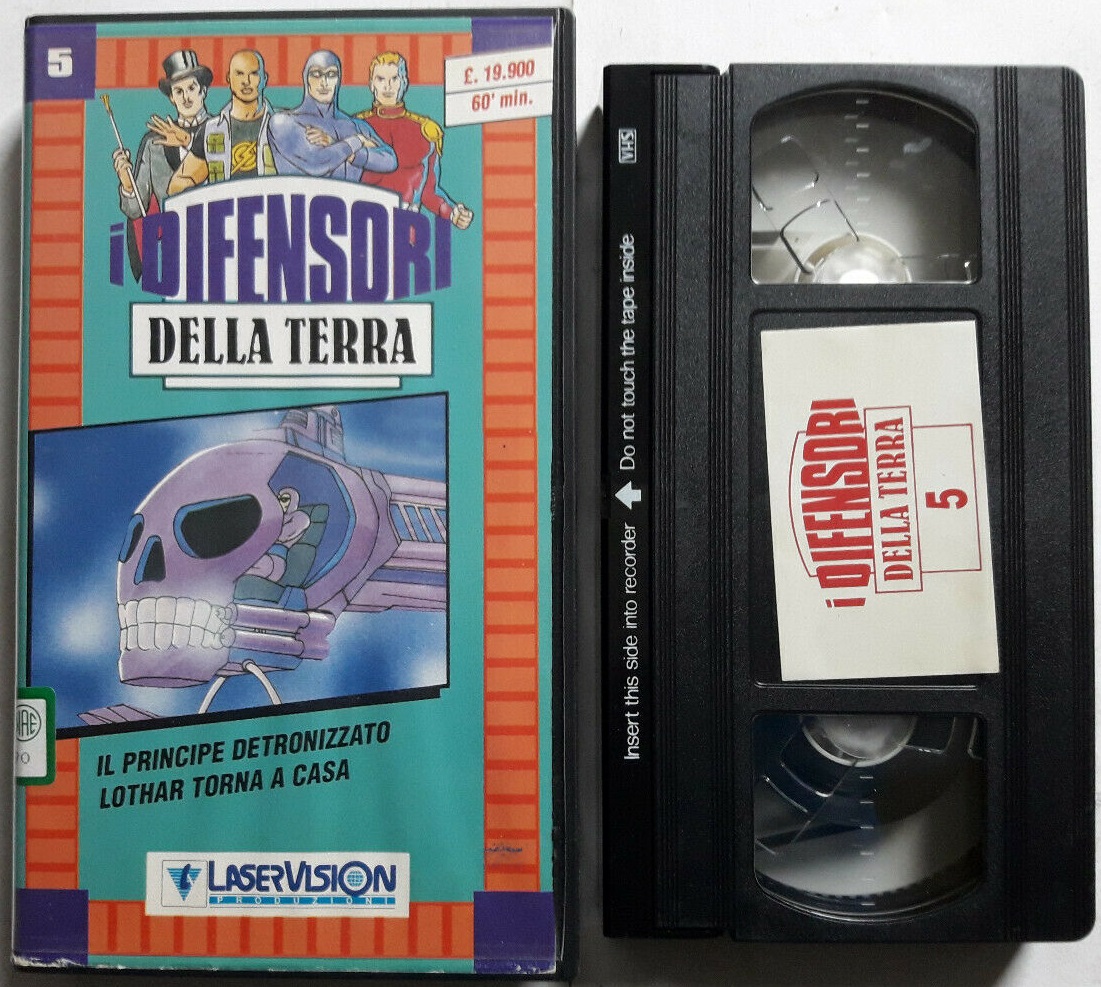 5
£. 19.900
60' min.
i DIFENSORI
DELLA TERRA
IL PRINCIPE DETRONIZZATO
LOTHAR TORNA A CASA
LASERVISION
PRODUZIONI
VHS
Insert this side into recorder Do not touch the tape inside
i DIFENSORI
DELLA TERRA
5